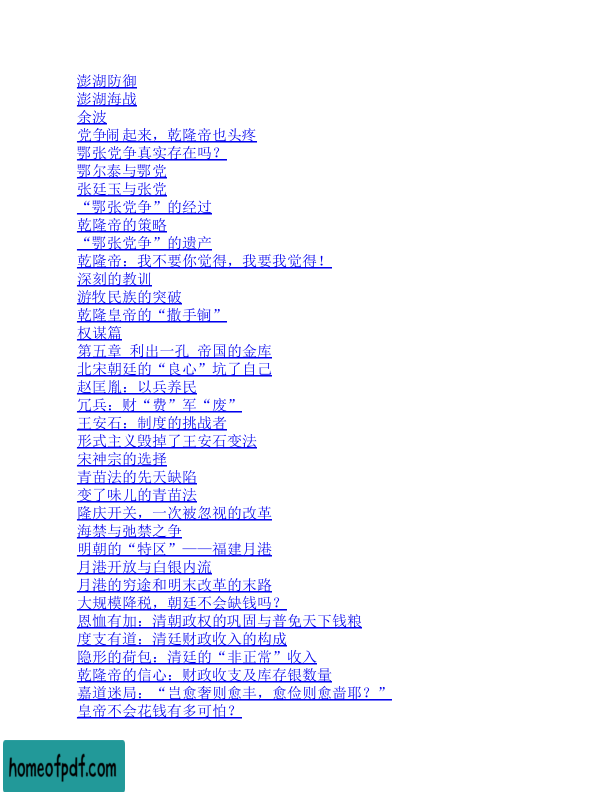 澎湖防御
澎湖海战
余波
党争闹起来，乾隆帝也头疼
鄂张党争真实存在吗？
鄂尔泰与鄂党
张廷玉与张党
“鄂张党争”的经过
乾隆帝的策略
“鄂张党争”的遗产
乾隆帝：我不要你觉得，我要我觉得！
深刻的教训
游牧民族的突破
乾隆皇帝的“撒手锏”
权谋篇
第五章 利出一孔 帝国的金库
北宋朝廷的“良心”坑了自己
赵匡胤：以兵养民
冗兵：财“费”军“废”
王安石：制度的挑战者
形式主义毁掉了王安石变法
宋神宗的选择
青苗法的先天缺陷
变了味儿的青苗法
隆庆开关，一次被忽视的改革
海禁与弛禁之争
明朝的“特区”——福建月港
月港开放与白银内流
月港的穷途和明末改革的末路
大规模降税，朝廷不会缺钱吗？
恩恤有加：清朝政权的巩固与普免天下钱粮
度支有道：清廷财政收入的构成
隐形的荷包：清廷的“非正常”收入
乾隆帝的信心：财政收支及库存银数量
嘉道迷局：“岂愈奢则愈丰，愈俭则愈啬耶？”
皇帝不会花钱有多可怕？
homeofpdf.com